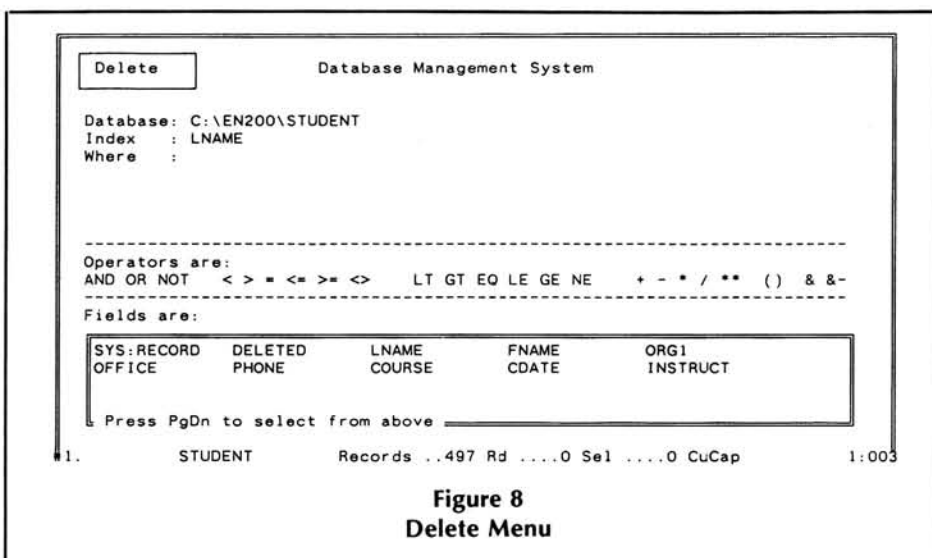 Delete Database Management System
Database: C:\EN200\STUDENT
Index : LNAME
Where :
Operators are:
AND OR NOT < > = <= >= <> LT GT EQ LE GE NE + - * / ** () & &-
Fields are:
SYS:RECORD DELETED LNAME FNAME ORG1
OFFICE PHONE COURSE CDATE INSTRUCT
Press PgDn to select from above
#1. STUDENT Records ..497 Rd ....0 Sel ....0 CuCap 1:003
Figure 8
Delete Menu